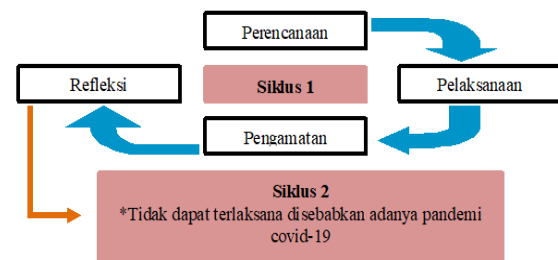 Perencanaan
Refleksi
Siklus 1
Pelaksanaan
Pengamatan
Siklus 2
*Tidak dapat terlaksana disebabkan adanya pandemi
covid-19